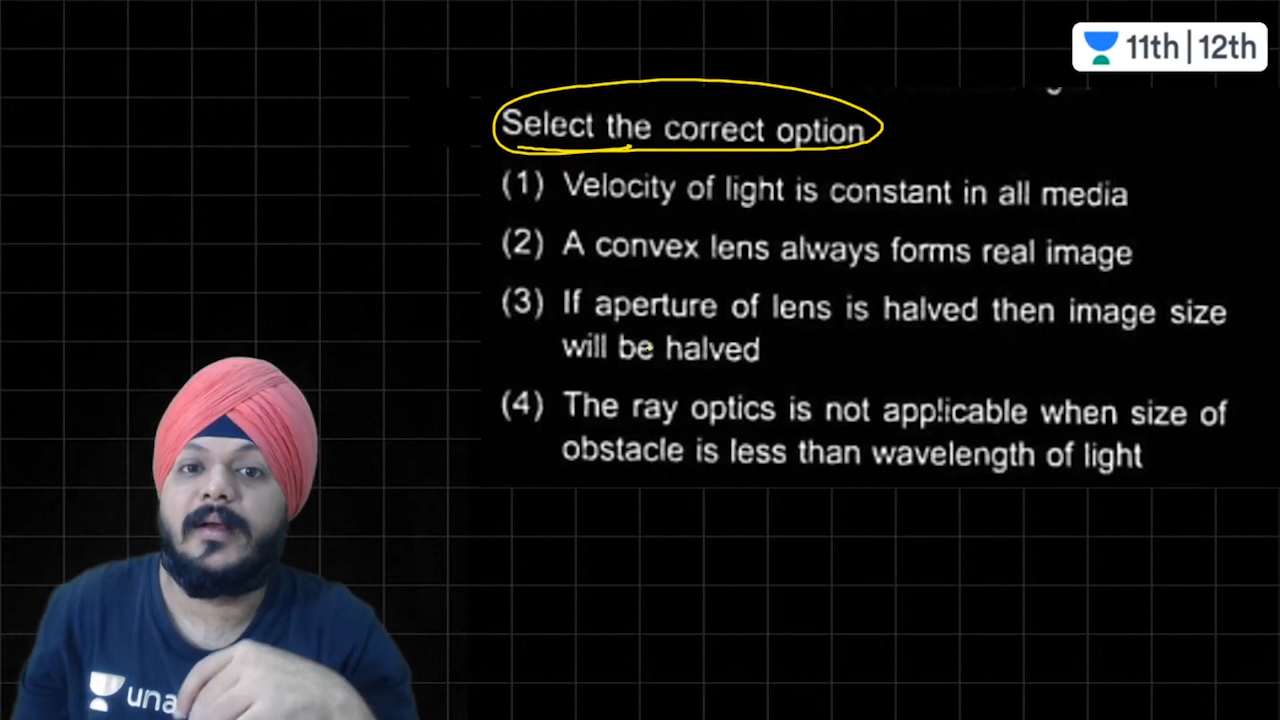 11th | 12th
Select the correct option
(1) Velocity of light is constant in all media
(2) A convex lens always forms real image
(3) If aperture of lens is halved then image size
will be halved
(4) The ray optics is not applicable when size of
obstacle is less than wavelength of light
una